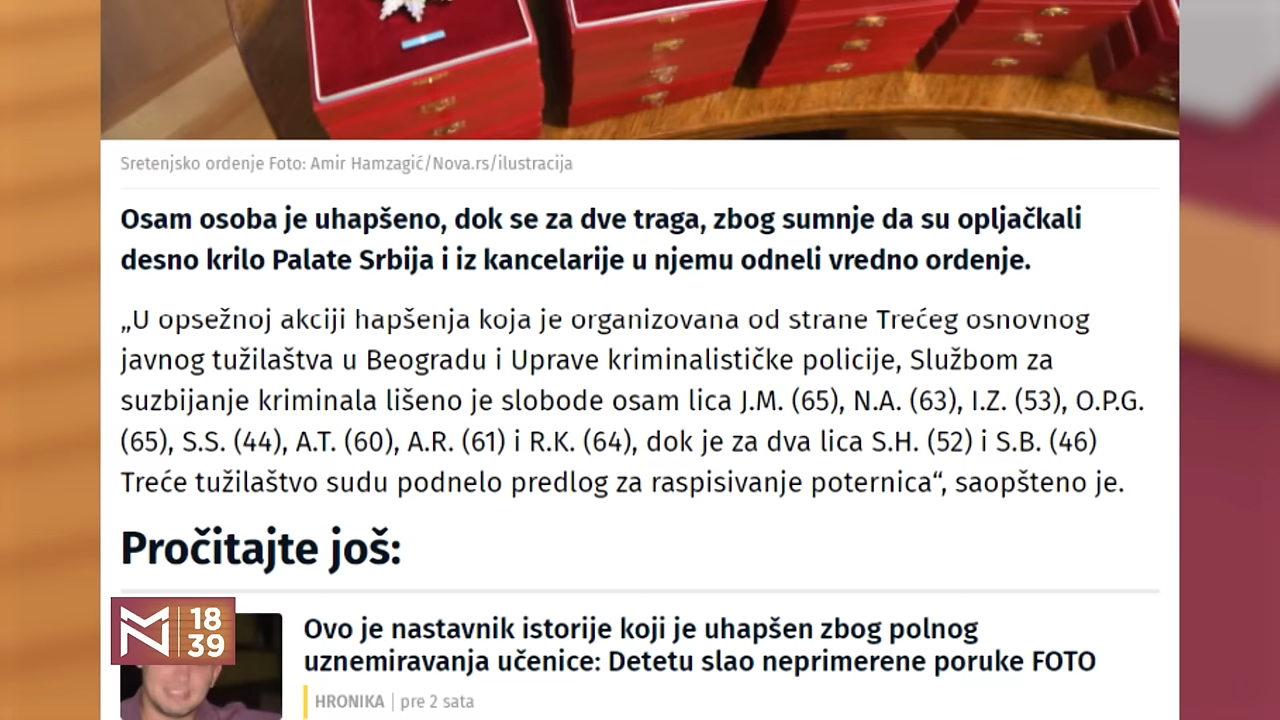 Sretenjsko ordenje Foto: Amir Hamzagić/Nova.rs/ilustracija
Osam osoba je uhapšeno, dok se za dve traga, zbog sumnje da su opljačkali
desno krilo Palate Srbija i iz kancelarije u njemu odneli vredno ordenje.
„U opsežnoj akciji hapšenja koja je organizovana od strane Trećeg osnovnog
javnog tužilaštva u Beogradu i Uprave kriminalističke policije, Službom za
suzbijanje kriminala lišeno je slobode osam lica J.M. (65), N.A. (63), I.Z. (53), O.P.G.
(65), S.S. (44), A.T. (60), A.R. (61) i R.K. (64), dok je za dva lica S.H. (52) i S.B. (46)
Treće tužilaštvo sudu podnelo predlog za raspisivanje poternica“, saopšteno je.
Pročitajte još:
Ovo je nastavnik istorije koji je uhapšen zbog polnog
uznemiravanja učenice: Detetu slao neprimerene poruke FOTO
HRONIKA | pre 2 sata
18
39